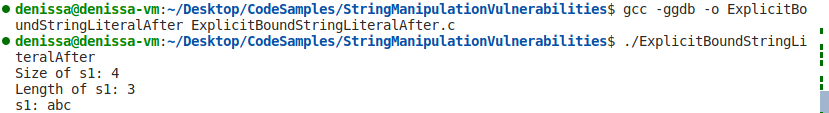 denissa@denissa-vm:~/Desktop/CodeSamples/StringManipulationVulnerabilities$ gcc -ggdb -o ExplicitBo
undStringLiteralAfter ExplicitBoundStringLiteralAfter.c
denissa@denissa-vm:~/Desktop/CodeSamples/StringManipulationVulnerabilities$ ./ExplicitBoundStringLi
teralAfter
Size of s1: 4
Length of s1: 3
s1: abc